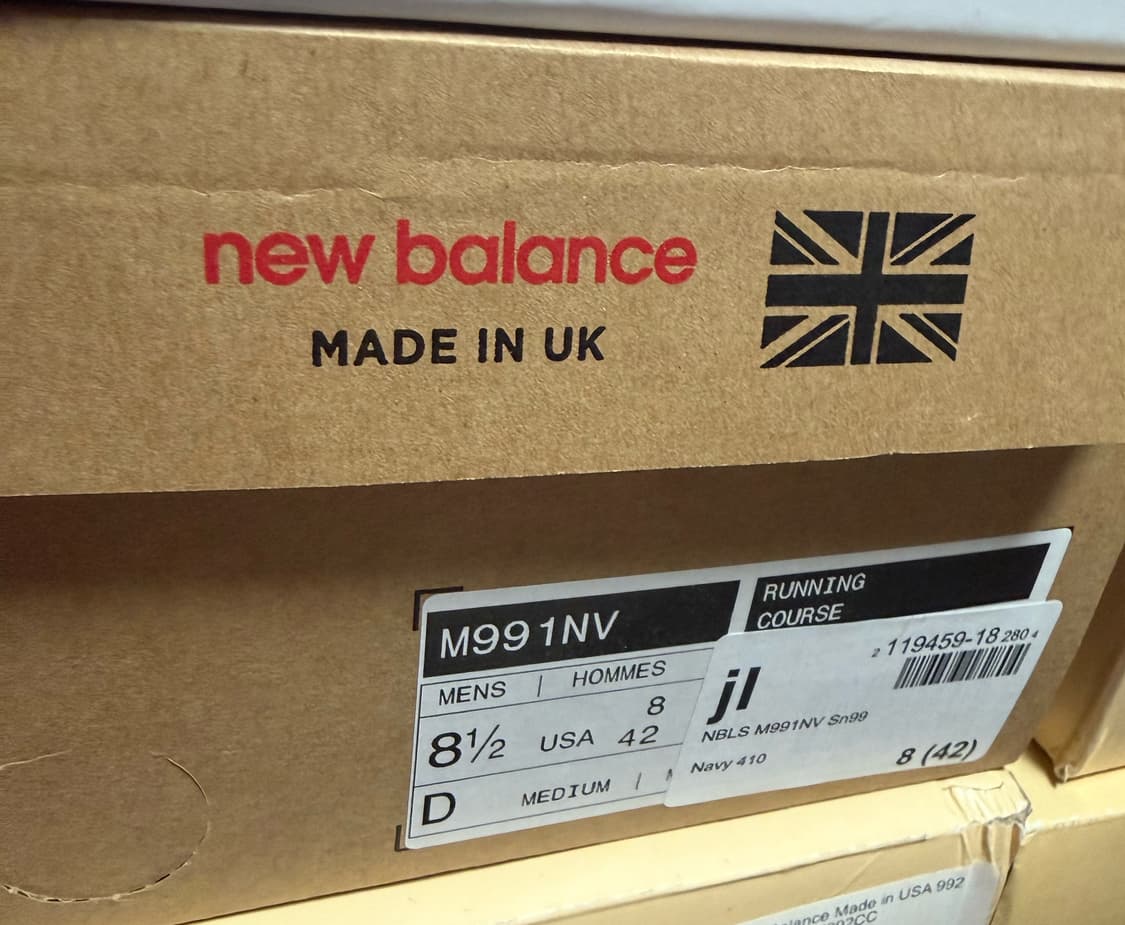 new balance
MADE IN UK
M991NV
RUNNING
COURSE
MENS | HOMMES
8
8½ USA 42
D MEDIUM |
2 119459-18 280 4
jl
NBLS M991NV Sn99
Navy 410
8 (42)
Made in USA 992